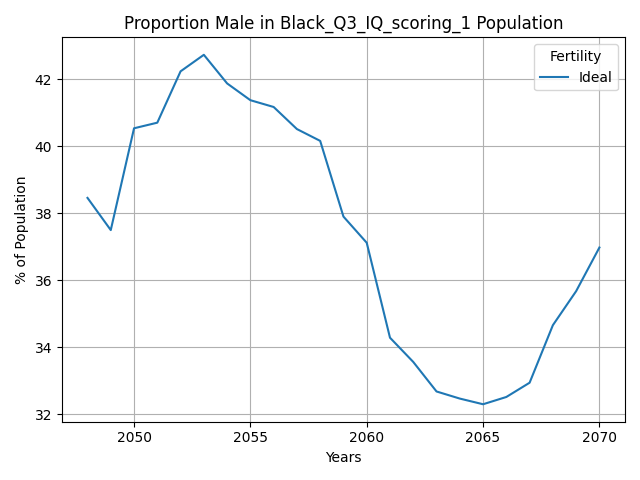 Proportion Male in Black_Q3_IQ_scoring_1 Population
Fertility
Ideal
% of Population
42
40
38
36
34
32
2050 2055 2060 2065 2070
Years